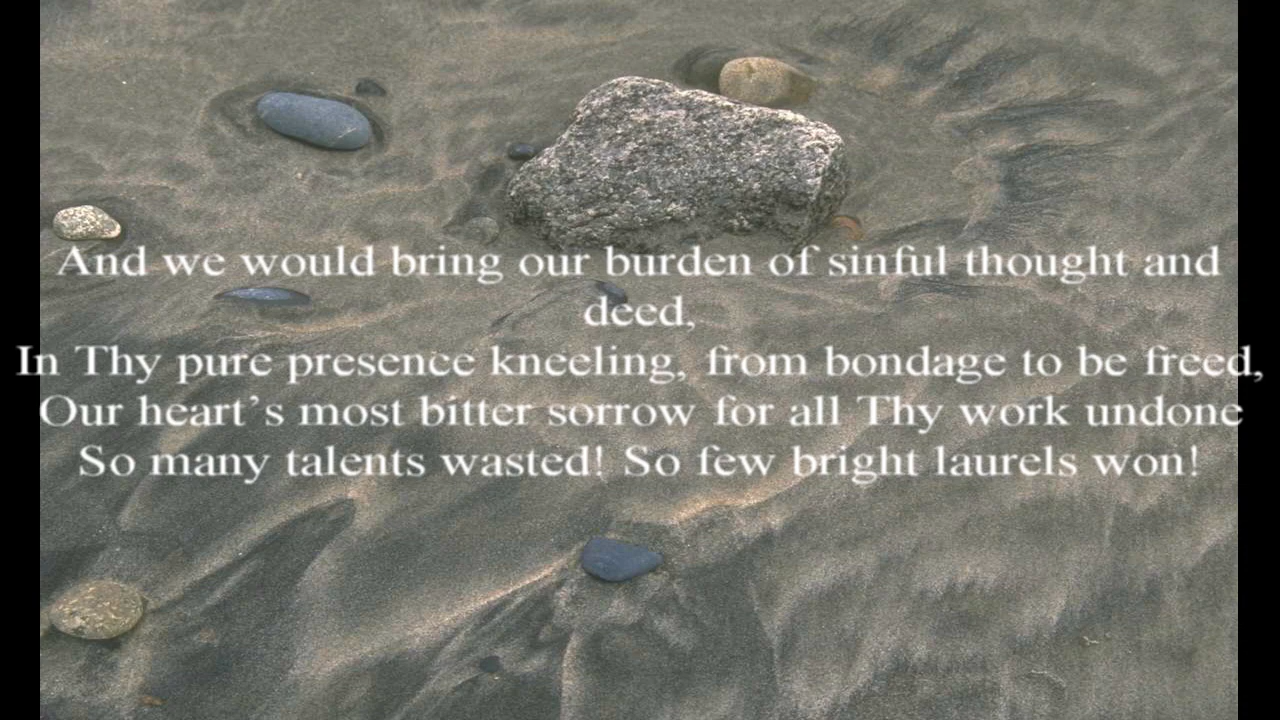 And we would bring our burden of sinful thought and
deed,
In Thy pure presence kneeling, from bondage to be freed,
Our heart's most bitter sorrow for all Thy work undone
So many talents wasted! So few bright laurels won!